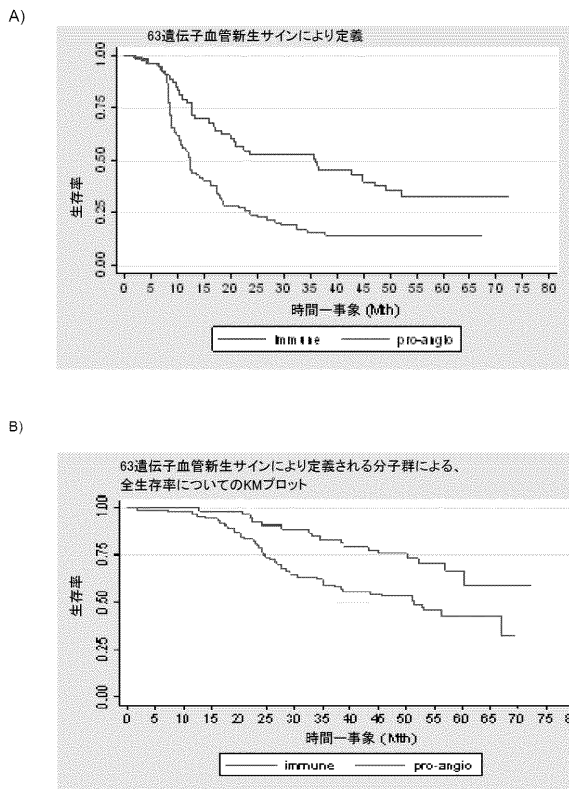 A)
63遺伝子血管新生サインにより定義
1.00
0.75
0.50
0.25
0.00
生存率
0 5 10 15 20 25 30 35 40 45 50 55 60 65 70 75 80
時間ー事象 (Mth)
Immune pro-angio
B)
63遺伝子血管新生サインにより定義される分子群による、
全生存率についてのKMプロット
1.00
0.75
0.50
0.25
0.00
生存率
0 5 10 15 20 25 30 35 40 45 50 55 60 65 70 8
時間ー事象 (Mth)
immune pro-angio